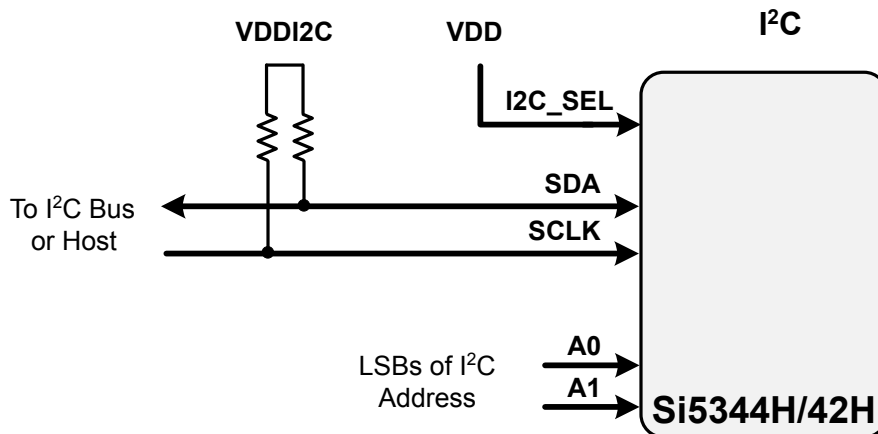 VDDI2C
VDD
I²C
I2C_SEL
SDA
To I²C Bus
or Host
SCLK
LSBs of I²C
Address
A0
A1
Si5344H/42H